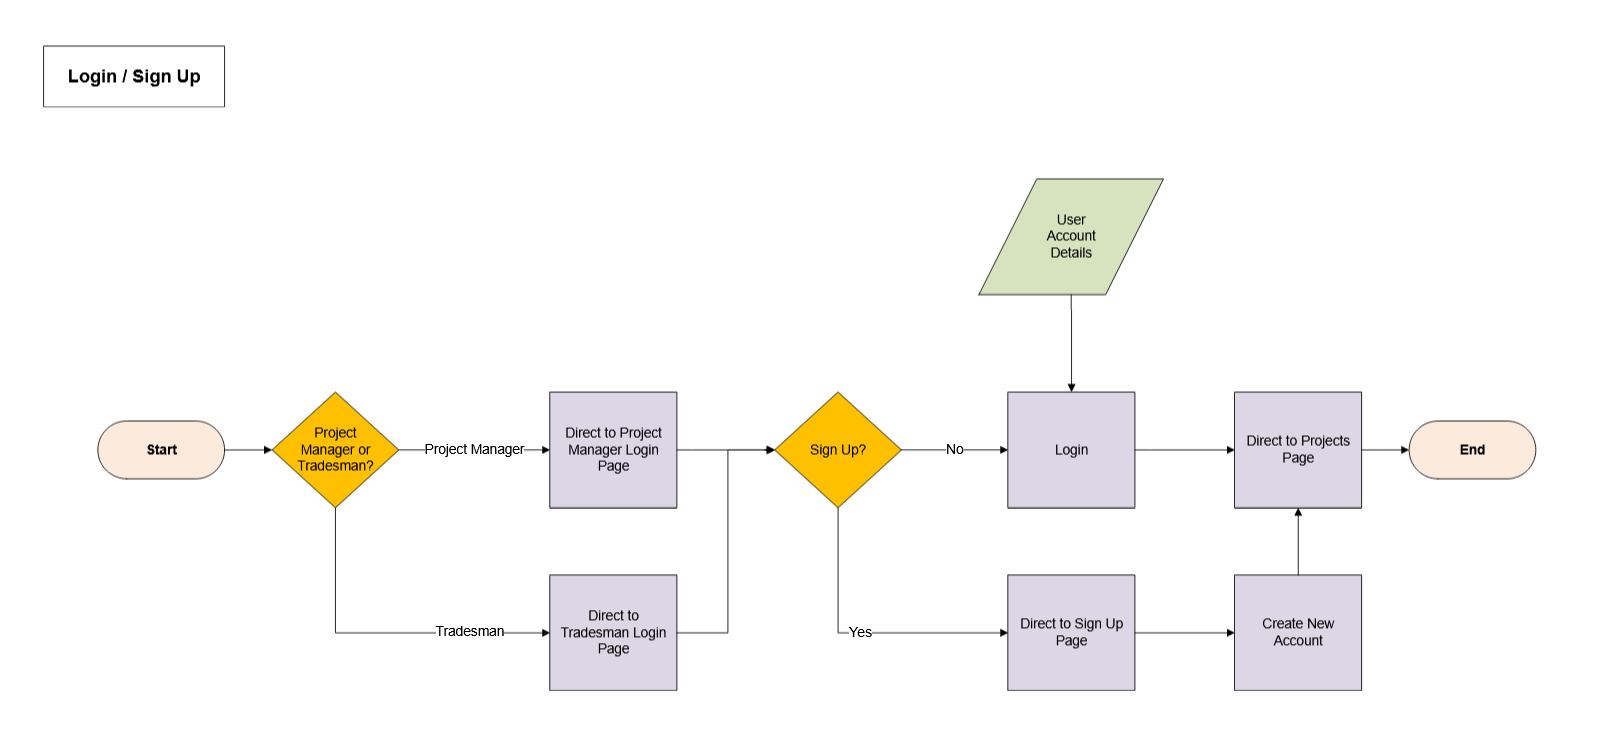 Login / Sign Up
User
Account
Details
Start
Project
Manager or
Tradesman?
Project Manager
Direct to Project
Manager Login
Page
Sign Up?
No
Login
Direct to Projects
Page
End
Tradesman
Direct to
Tradesman Login
Page
Yes
Direct to Sign Up
Page
Create New
Account